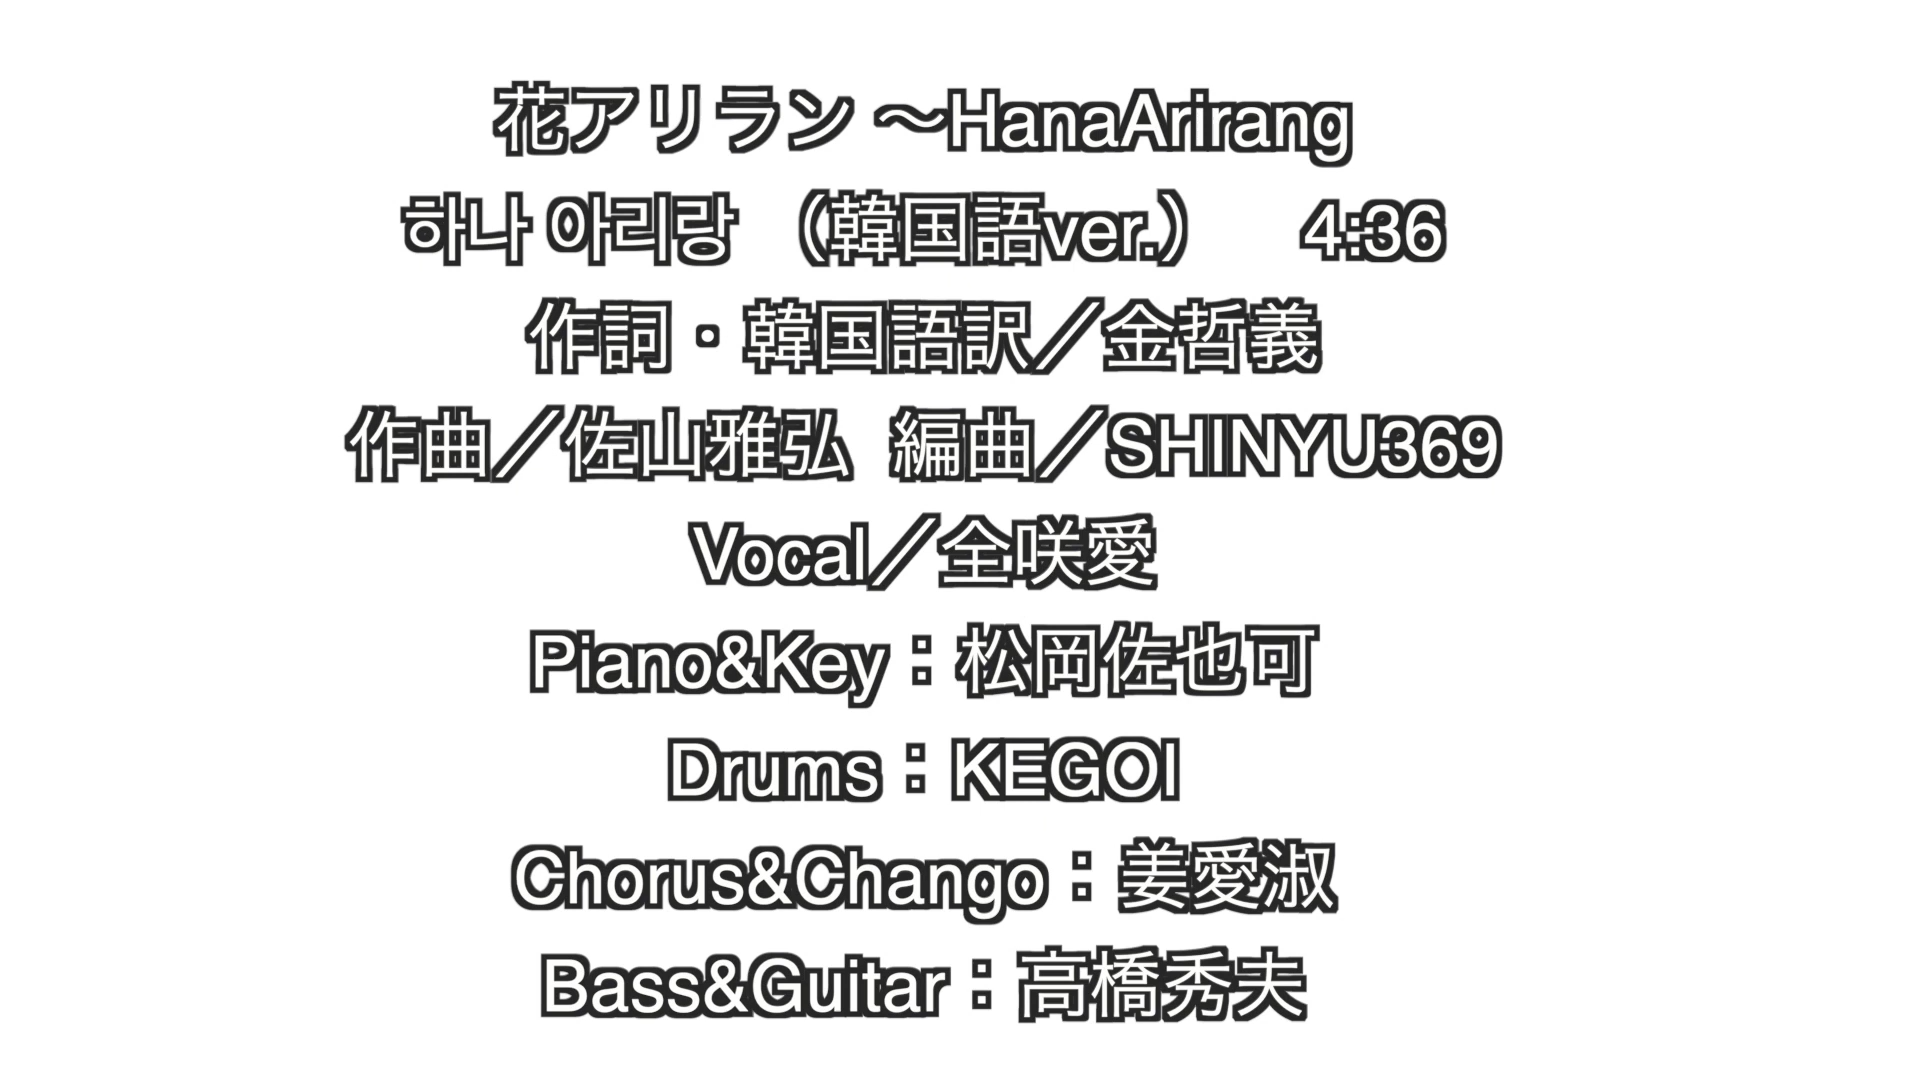 花アリラン 〜HanaArirang
하나 아리랑 （韓国語ver.） 4:36
作詞・韓国語訳／金哲義
作曲／佐山雅弘 編曲／SHINYU369
Vocal／全咲愛
Piano&Key：松岡佐也可
Drums：KEGOI
Chorus&Chango：姜愛淑
Bass&Guitar：高橋秀夫